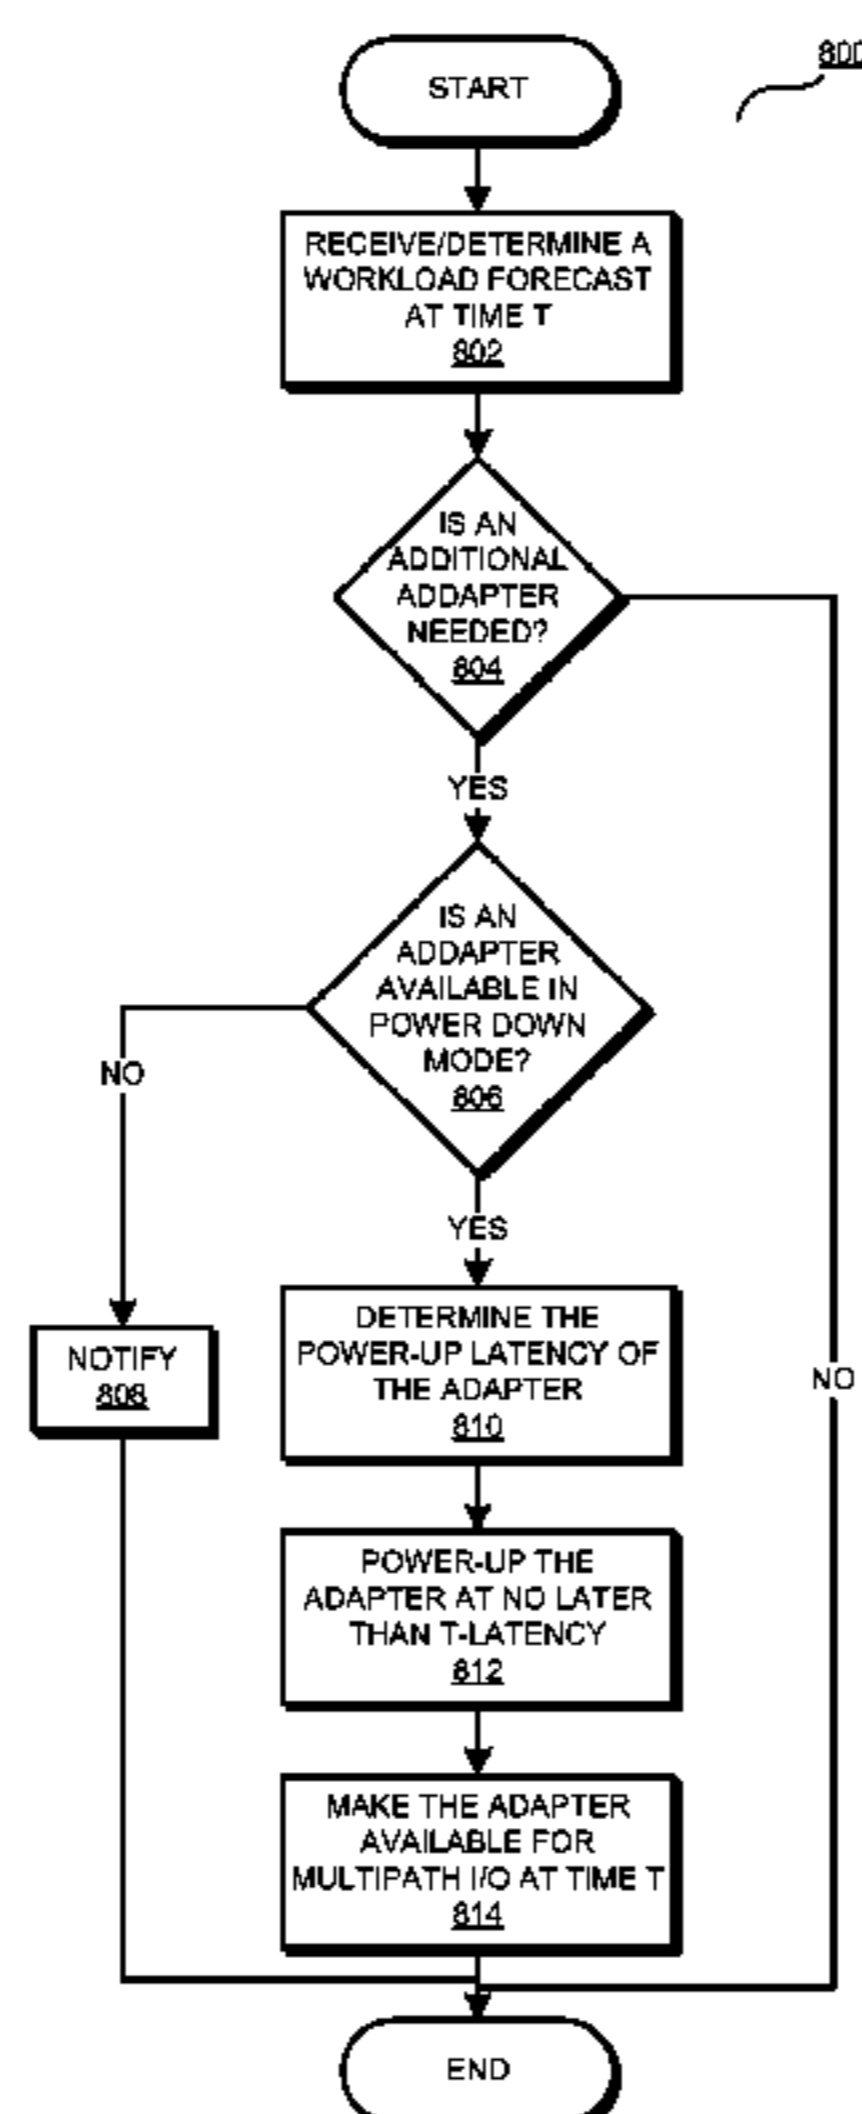 800
START
RECEIVE/DETERMINE A
WORKLOAD FORECAST
AT TIME T
802
IS AN
ADDITIONAL
ADDAPTER
NEEDED?
804
YES
IS AN
ADDAPTER
AVAILABLE IN
POWER DOWN
MODE?
806
NO
YES
NOTIFY
808
DETERMINE THE
POWER-UP LATENCY OF
THE ADAPTER
810
NO
POWER-UP THE
ADAPTER AT NO LATER
THAN T-LATENCY
812
MAKE THE ADAPTER
AVAILABLE FOR
MULTIPATH I/O AT TIME T
814
END